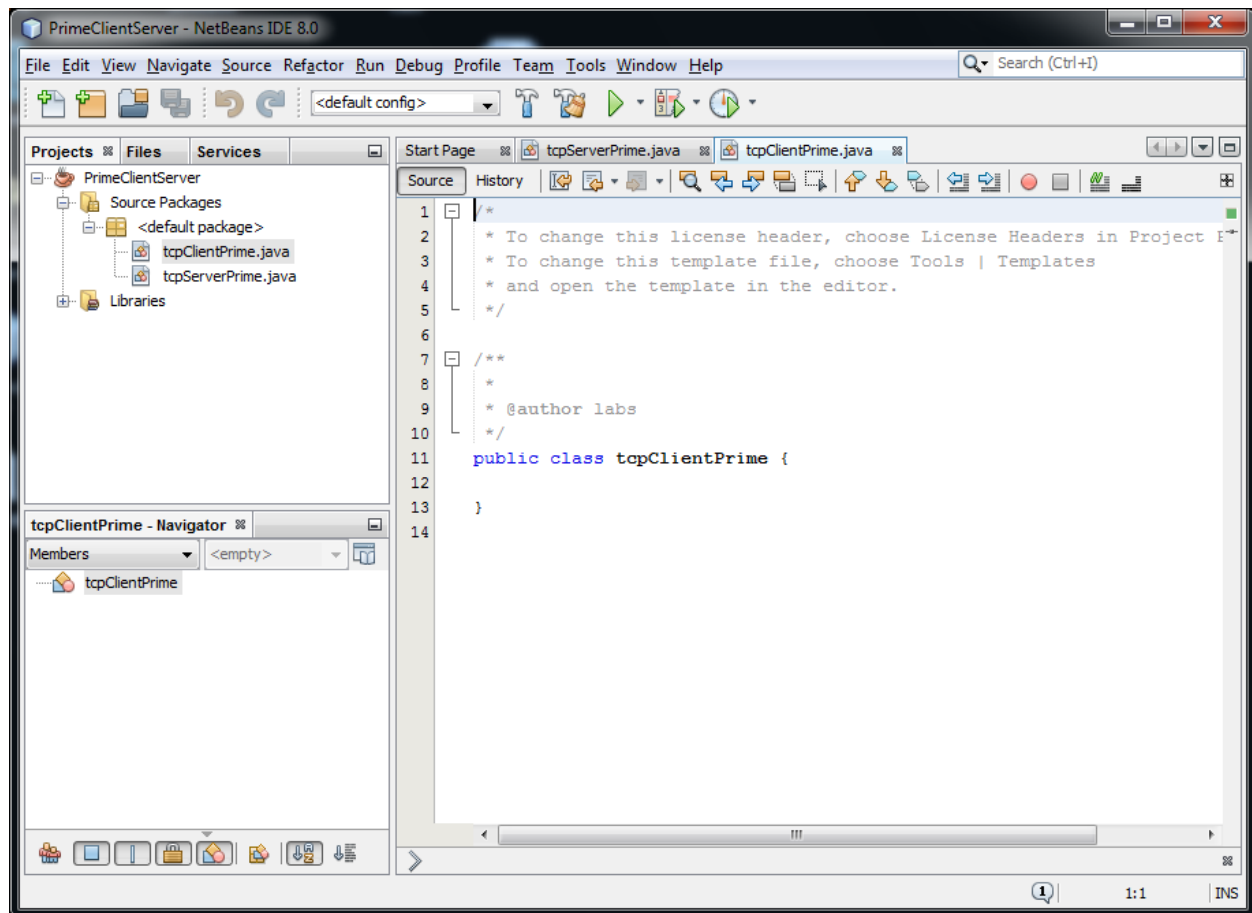 PrimeClientServer - NetBeans IDE 8.0
File Edit View Navigate Source Refactor Run Debug Profile Team Tools Window Help
Search (Ctrl+I)
<default config>
Projects Files Services
PrimeClientServer
Source Packages
<default package>
tcpClientPrime.java
tcpServerPrime.java
Libraries
tcpClientPrime - Navigator
Members <empty>
tcpClientPrime
Start Page tcpServerPrime.java tcpClientPrime.java
Source History
1 /*
2 * To change this license header, choose License Headers in Project P
3 * To change this template file, choose Tools | Templates
4 * and open the template in the editor.
5 */
6
7 /**
8 *
9 * @author labs
10 */
11 public class tcpClientPrime {
12
13 }
14
1 1:1 INS